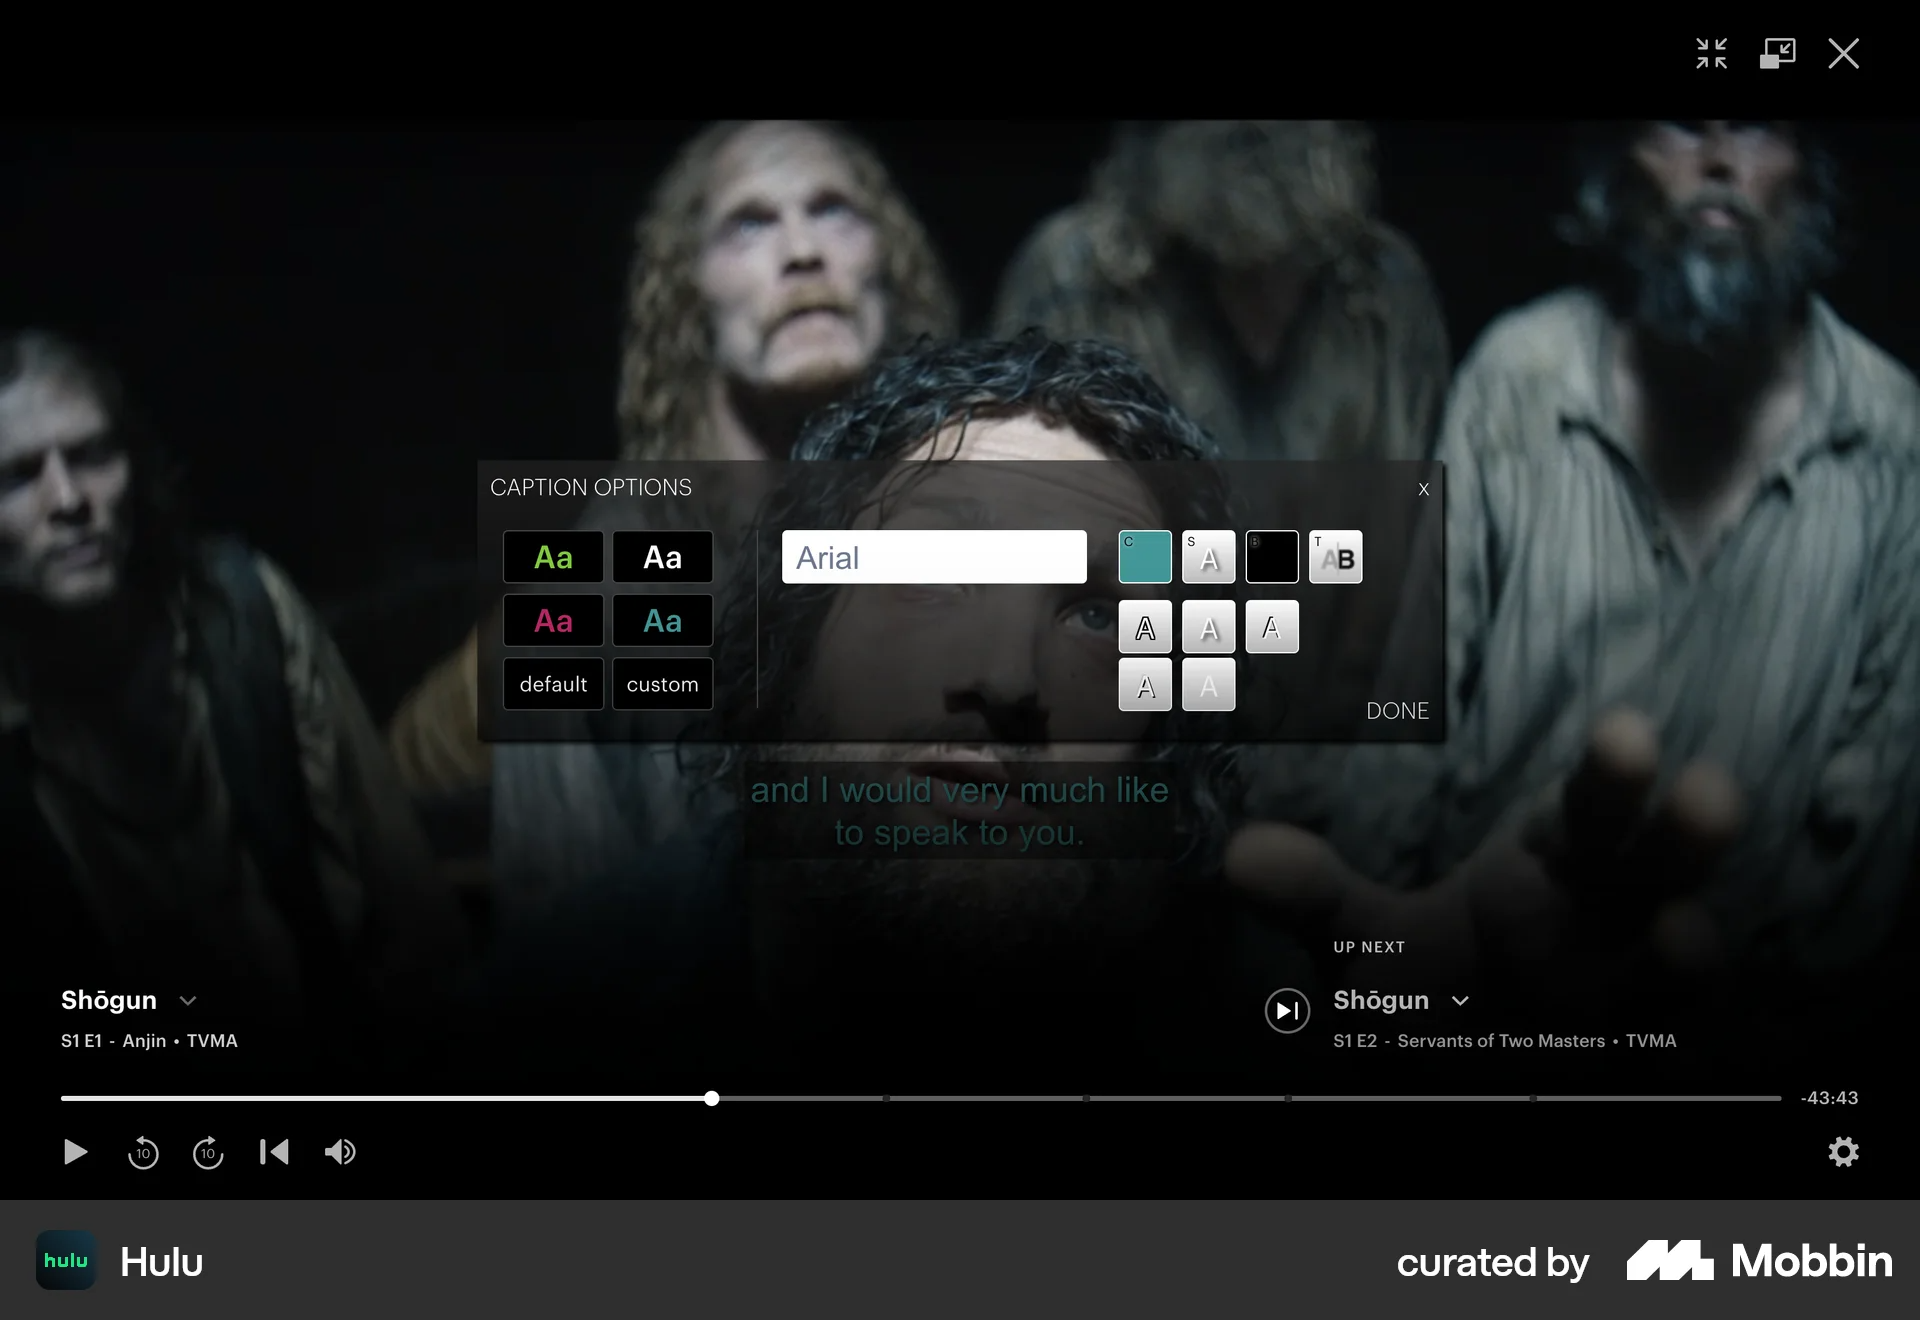 CAPTION OPTIONS
X
Aa Aa
Arial
C S A B T AB
Aa Aa
A A A
default custom
A A
DONE
and I would very much like
to speak to you.
UP NEXT
Shōgun
S1 E1 - Anjin • TVMA
Shōgun
S1 E2 - Servants of Two Masters • TVMA
-43:43
10 10
hulu Hulu
curated by Mobbin